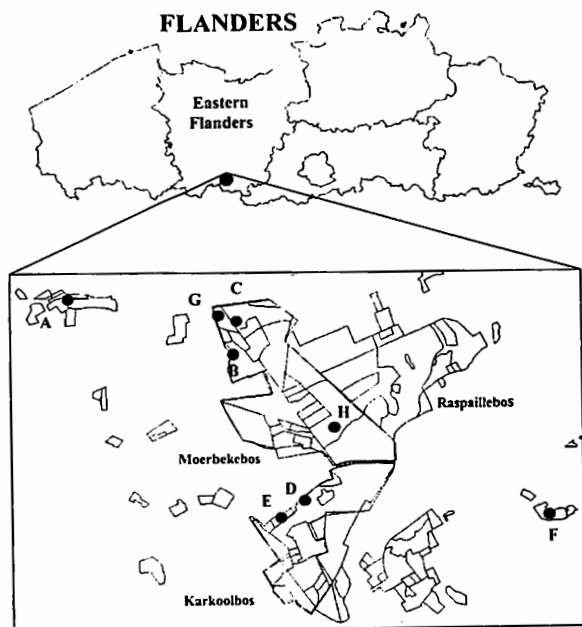 FLANDERS
Eastern
Flanders
C
G
A
B
Raspaillebos
H
Moerbekebos
D
E
F
Karkoolbos